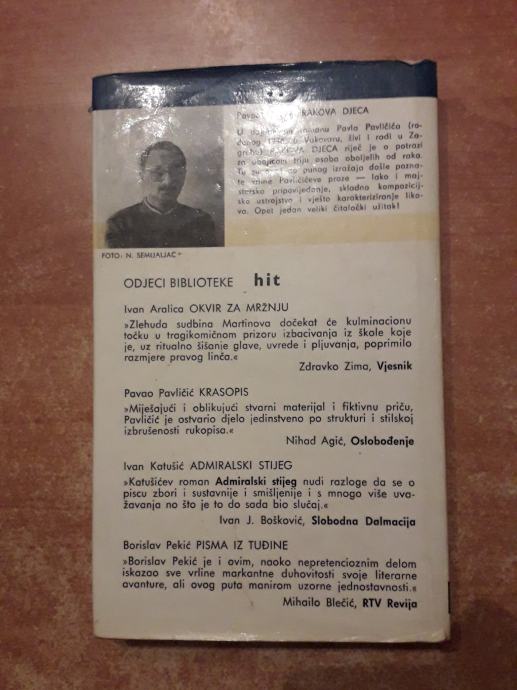 Pavao RAKOVA DJECA
U romanu Pavla Pavličića (ro-
Vukovaru, živi i radi u Za-
DJECA riječ je o potrazi
za ubojicom triju osoba oboljelih od raka.
Tu su do punog izražaja došle pozna-
te vrline Pavličićeve proze — lako i maj-
storsko pripovijedanje, skladno kompozicij-
sko ustrojstvo i vješto karakteriziranje liko-
va. Opet jedan veliki čitalački užitak!
FOTO: N. SEMIJALJAC
ODJECI BIBLIOTEKE hit
Ivan Aralica OKVIR ZA MRŽNJU
»Zlehuda sudbina Martinova dočekat će kulminacionu
točku u tragikomičnom prizoru izbacivanja iz škole koje
je, uz ritualno šišanje glave, uvrede i pljuvanja, poprimilo
razmjere pravog linča.«
Zdravko Zima, Vjesnik
Pavao Pavličić KRASOPIS
»Miješajući i oblikujući stvarni materijal i fiktivnu priču,
Pavličić je ostvario djelo jedinstveno po strukturi i stilskoj
izbrušenosti rukopisa.«
Nihad Agić, Oslobođenje
Ivan Katušić ADMIRALSKI STIJEG
»Katušićev roman Admiralski stijeg nudi razloge da se o
piscu zbori i sustavnije i smišljenije i s mnogo više uva-
žavanja no što je to do sada bio slučaj.«
Ivan J. Bošković, Slobodna Dalmacija
Borislav Pekić PISMA IZ TUĐINE
»Borislav Pekić je i ovim, naoko nepretencioznim delom
iskazao sve vrline markantne duhovitosti svoje literarne
avanture, ali ovog puta manirom uzorne jednostavnosti.«
Mihailo Blečić, RTV Revija